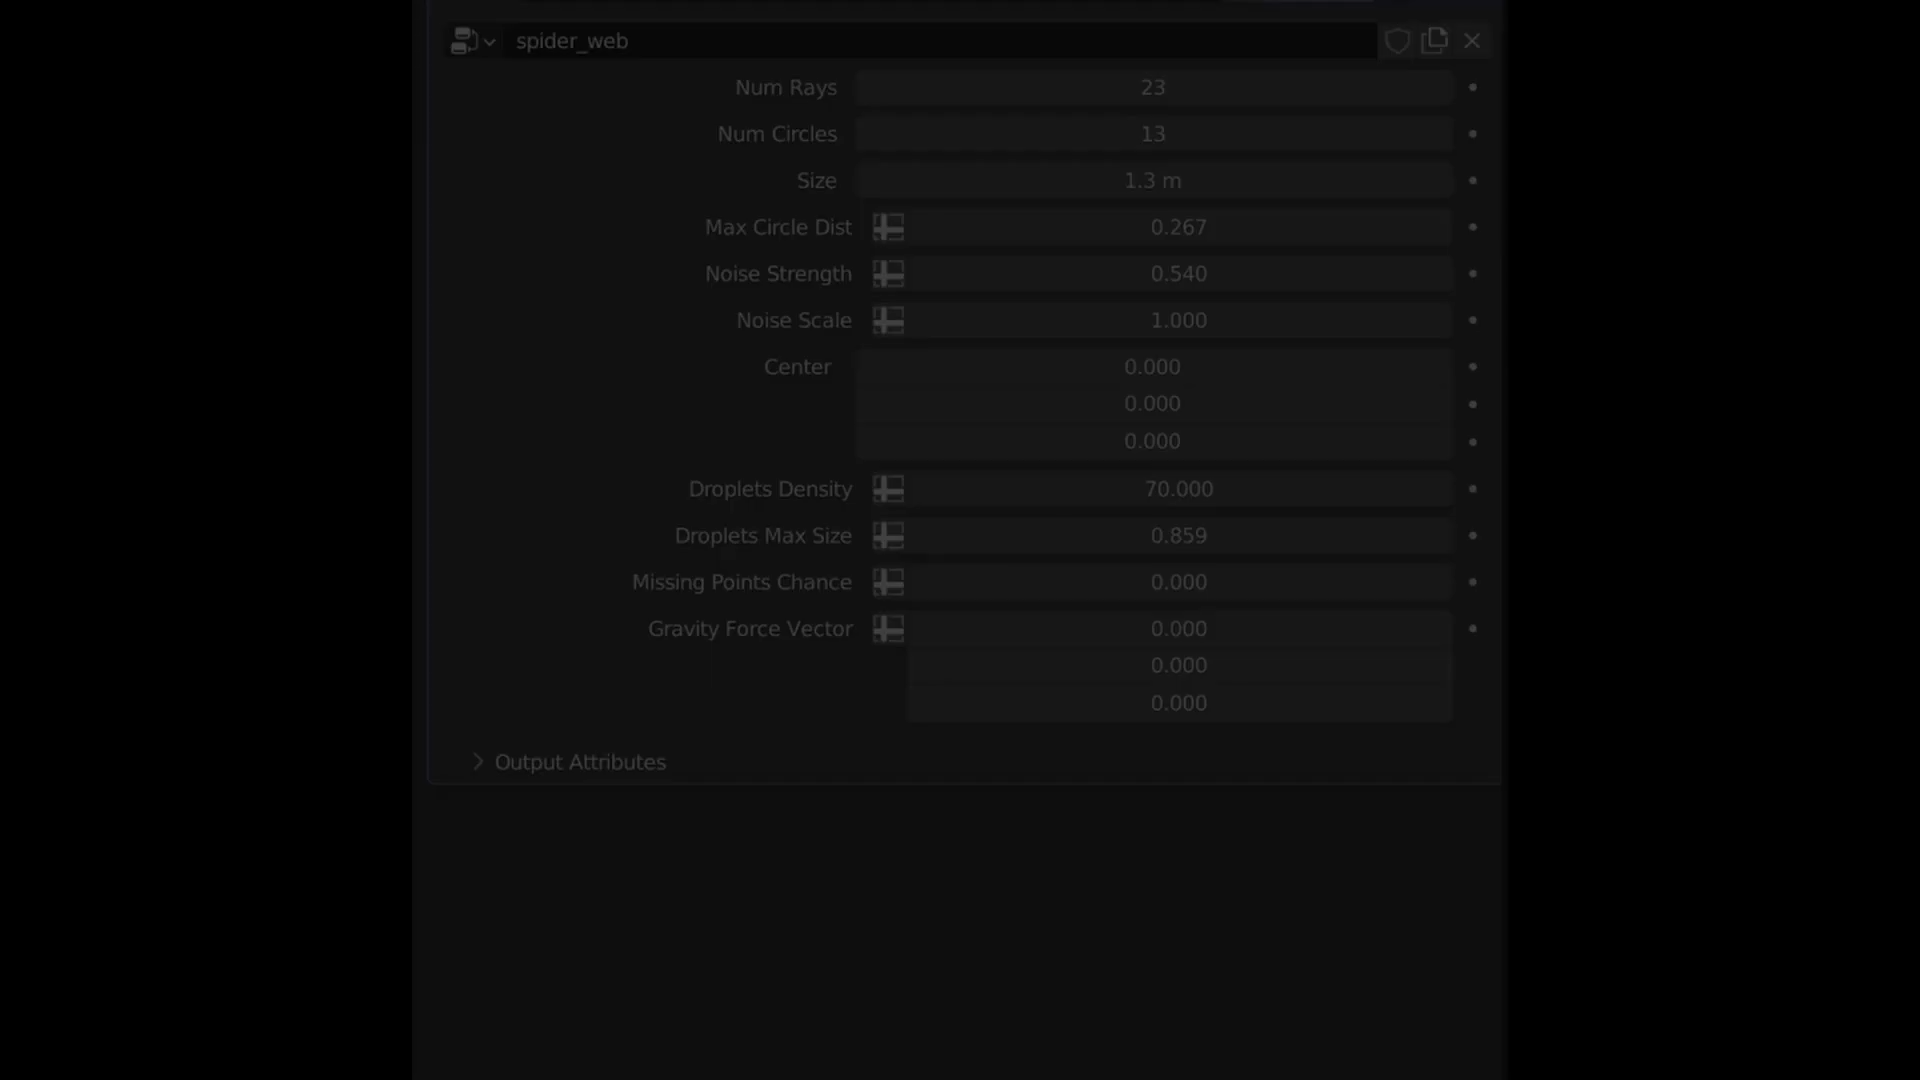 spider_web
Num Rays 23
Num Circles 13
Size 1.3 m
Max Circle Dist 0.267
Noise Strength 0.540
Noise Scale 1.000
Center 0.000
0.000
0.000
Droplets Density 70.000
Droplets Max Size 0.859
Missing Points Chance 0.000
Gravity Force Vector 0.000
0.000
0.000
Output Attributes